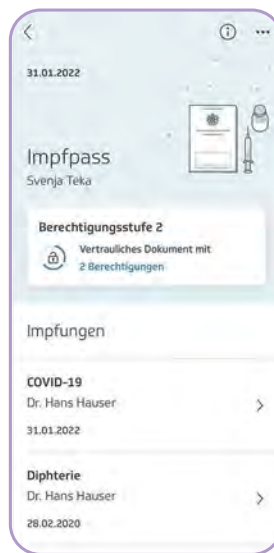 31.01.2022
Impfpass
Svenja Teka
Berechtigungsstufe 2
Vertrauliches Dokument mit
2 Berechtigungen
Impfungen
COVID-19
Dr. Hans Hauser
31.01.2022
Diphterie
Dr. Hans Hauser
28.02.2020